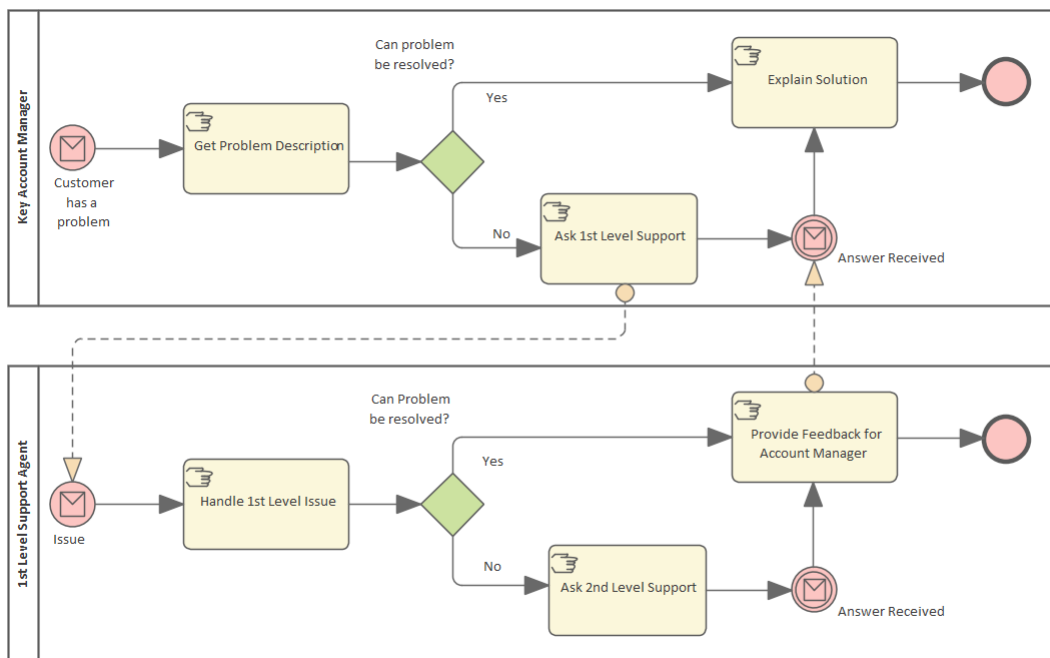 Key Account Manager
Can problem
be resolved?
Yes
Explain Solution
Get Problem Description
Customer
has a
problem
No
Ask 1st Level Support
Answer Received
1st Level Support Agent
Can Problem
be resolved?
Yes
Provide Feedback for
Account Manager
Handle 1st Level Issue
Issue
No
Ask 2nd Level Support
Answer Received